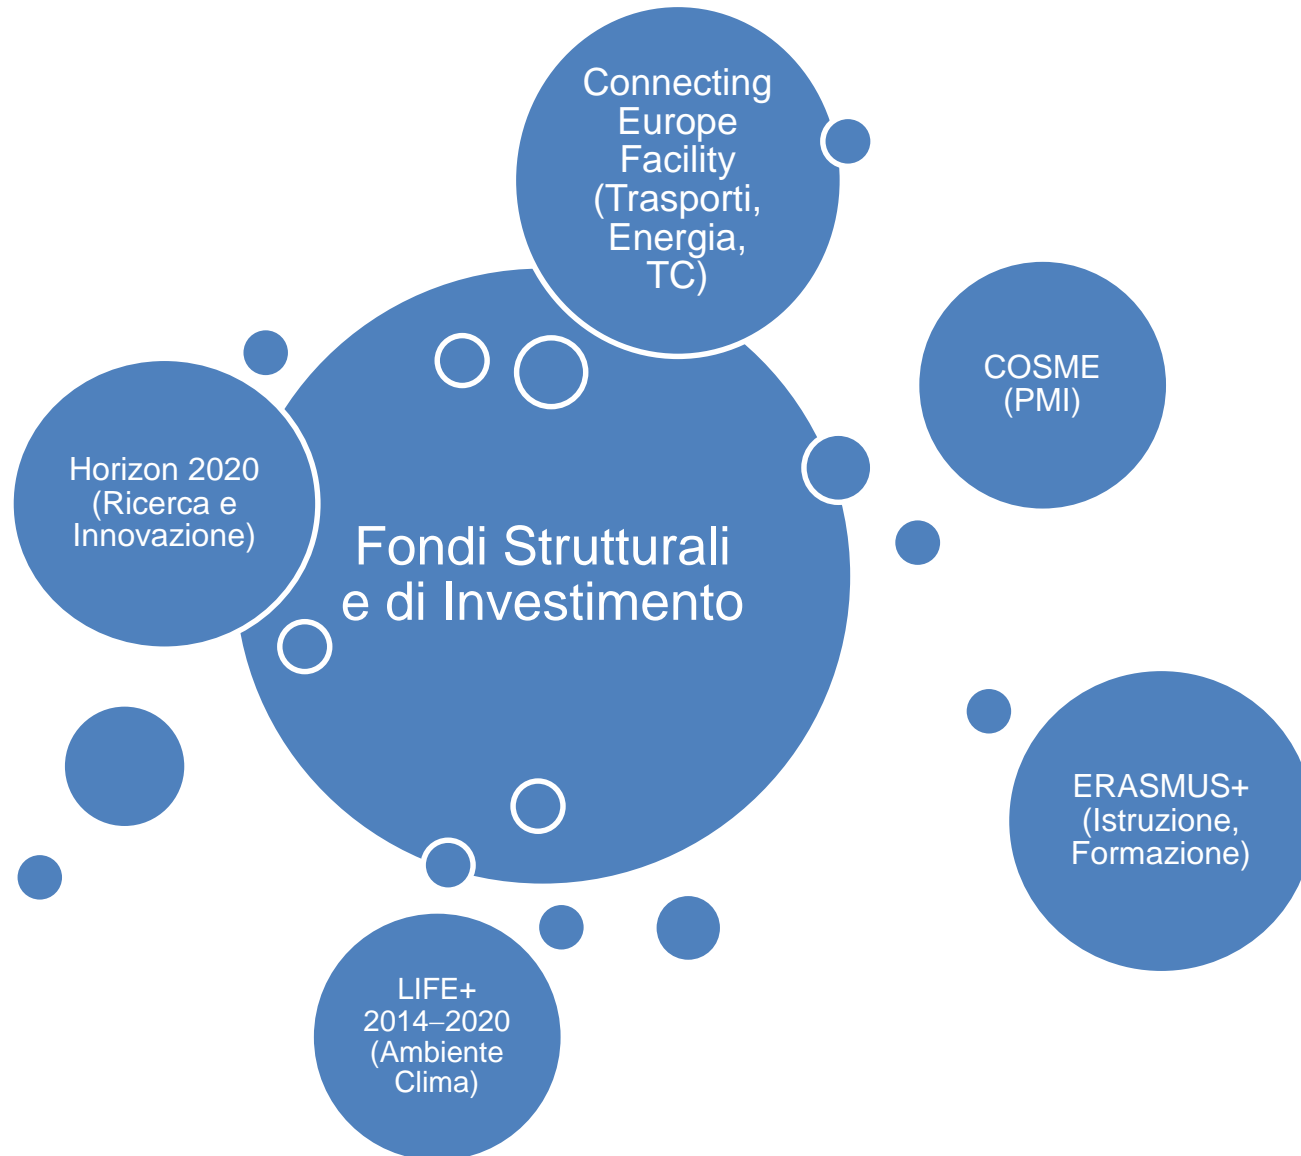 Connecting
Europe
Facility
(Trasporti,
Energia,
TC)
COSME
(PMI)
Horizon 2020
(Ricerca e
Innovazione)
Fondi Strutturali
e di Investimento
ERASMUS+
(Istruzione,
Formazione)
LIFE+
2014–2020
(Ambiente
Clima)